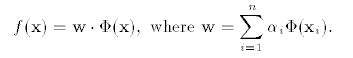 f(x) = w · Φ(x), where w = ∑_{i=1}^{n} α_i Φ(x_i).